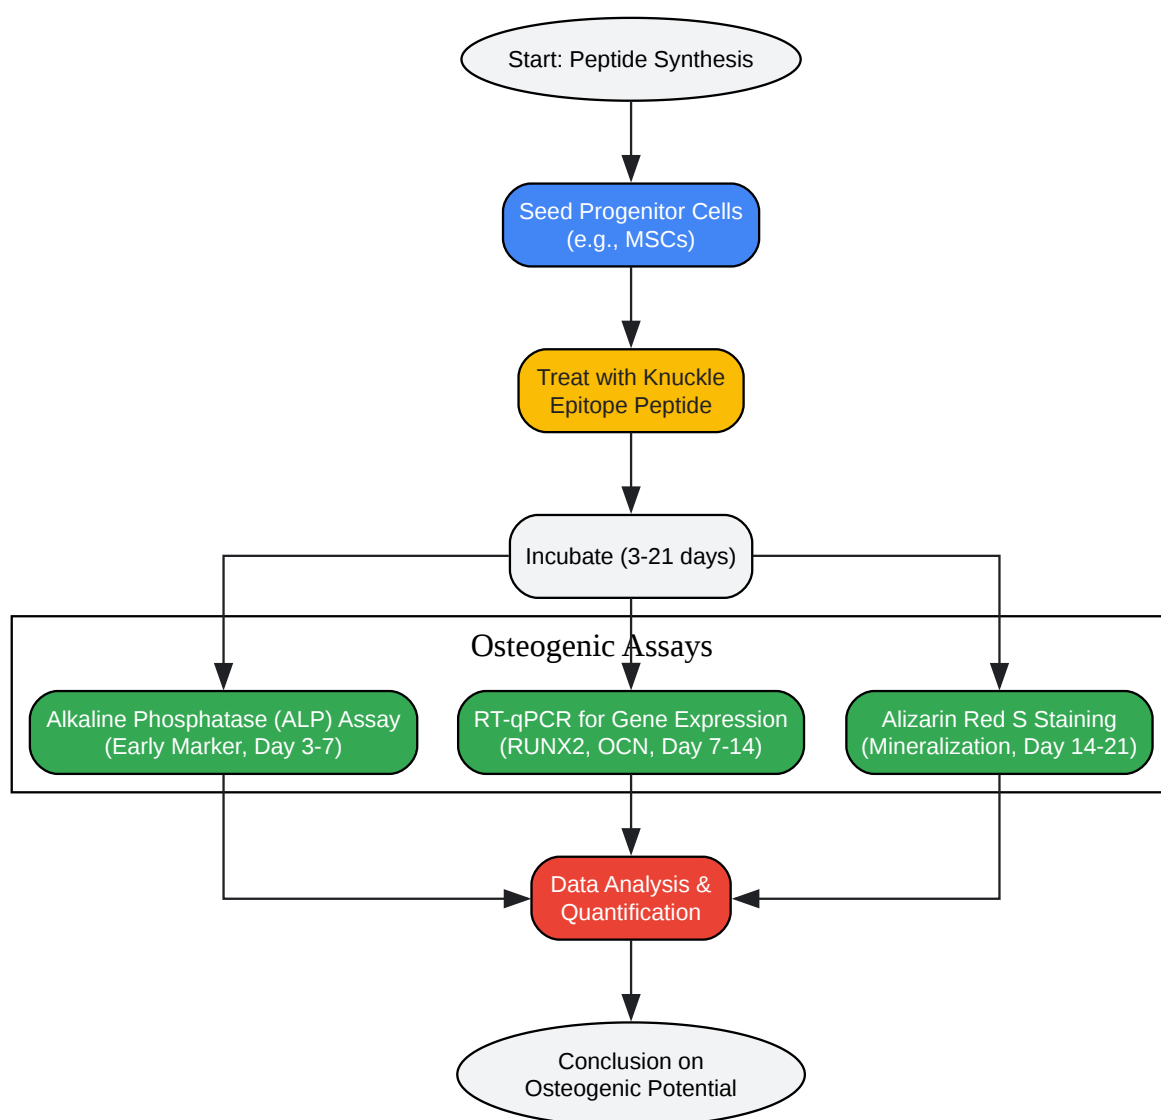 Start: Peptide Synthesis
Seed Progenitor Cells
(e.g., MSCs)
Treat with Knuckle
Epitope Peptide
Incubate (3-21 days)
Osteogenic Assays
Alkaline Phosphatase (ALP) Assay
(Early Marker, Day 3-7)
RT-qPCR for Gene Expression
(RUNX2, OCN, Day 7-14)
Alizarin Red S Staining
(Mineralization, Day 14-21)
Data Analysis &
Quantification
Conclusion on
Osteogenic Potential